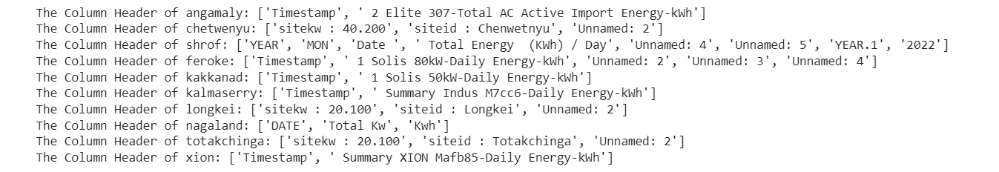 The Column Header of angamaly: ['Timestamp', ' 2 Elite 307-Total AC Active Import Energy-kWh']
The Column Header of chetwenyu: ['sitekw : 40.200', 'siteid : Chenwetnyu', 'Unnamed: 2']
The Column Header of shrof: ['YEAR', 'MON', 'Date ', ' Total Energy  (KWh) / Day', 'Unnamed: 4', 'Unnamed: 5', 'YEAR.1', '2022']
The Column Header of feroke: ['Timestamp', ' 1 Solis 80kW-Daily Energy-kWh', 'Unnamed: 2', 'Unnamed: 3', 'Unnamed: 4']
The Column Header of kakkanad: ['Timestamp', ' 1 Solis 50kW-Daily Energy-kWh']
The Column Header of kalmaserry: ['Timestamp', ' Summary Indus M7cc6-Daily Energy-kWh']
The Column Header of longkei: ['sitekw : 20.100', 'siteid : Longkei', 'Unnamed: 2']
The Column Header of nagaland: ['DATE', 'Total Kw', 'Kwh']
The Column Header of totakchinga: ['sitekw : 20.100', 'siteid : Totakchinga', 'Unnamed: 2']
The Column Header of xion: ['Timestamp', ' Summary XION Mafb85-Daily Energy-kWh']